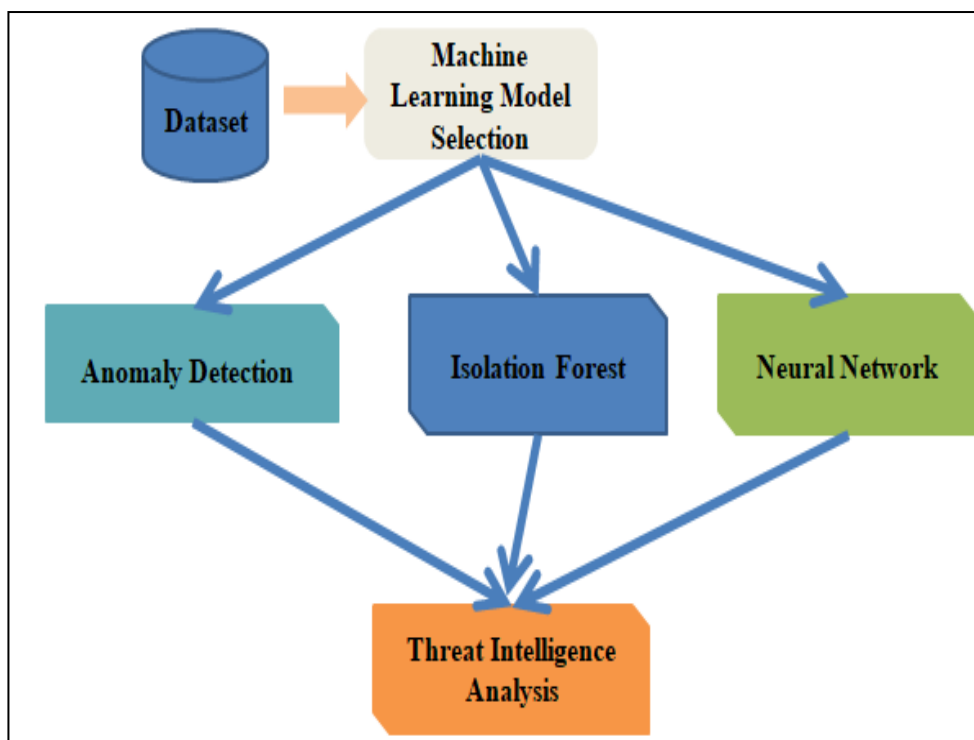 Dataset
Machine
Learning Model
Selection
Anomaly Detection
Isolation Forest
Neural Network
Threat Intelligence
Analysis